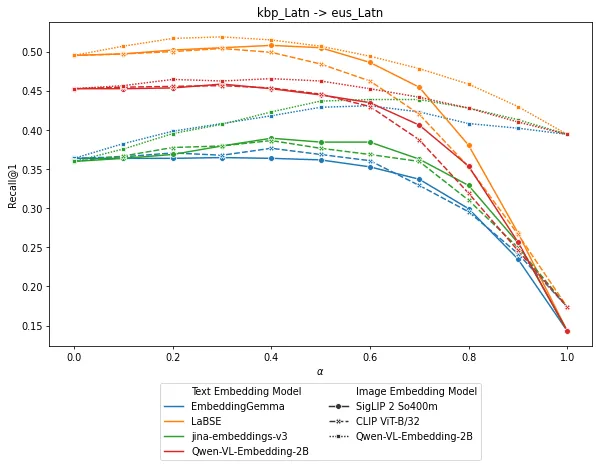 kbp_Latn -> eus_Latn
Recall@1
0.50
0.45
0.40
0.35
0.30
0.25
0.20
0.15
0.0 0.2 0.4 0.6 0.8 1.0
α
Text Embedding Model
EmbeddingGemma
LaBSE
jina-embeddings-v3
Qwen-VL-Embedding-2B
Image Embedding Model
SigLIP 2 So400m
CLIP ViT-B/32
Qwen-VL-Embedding-2B